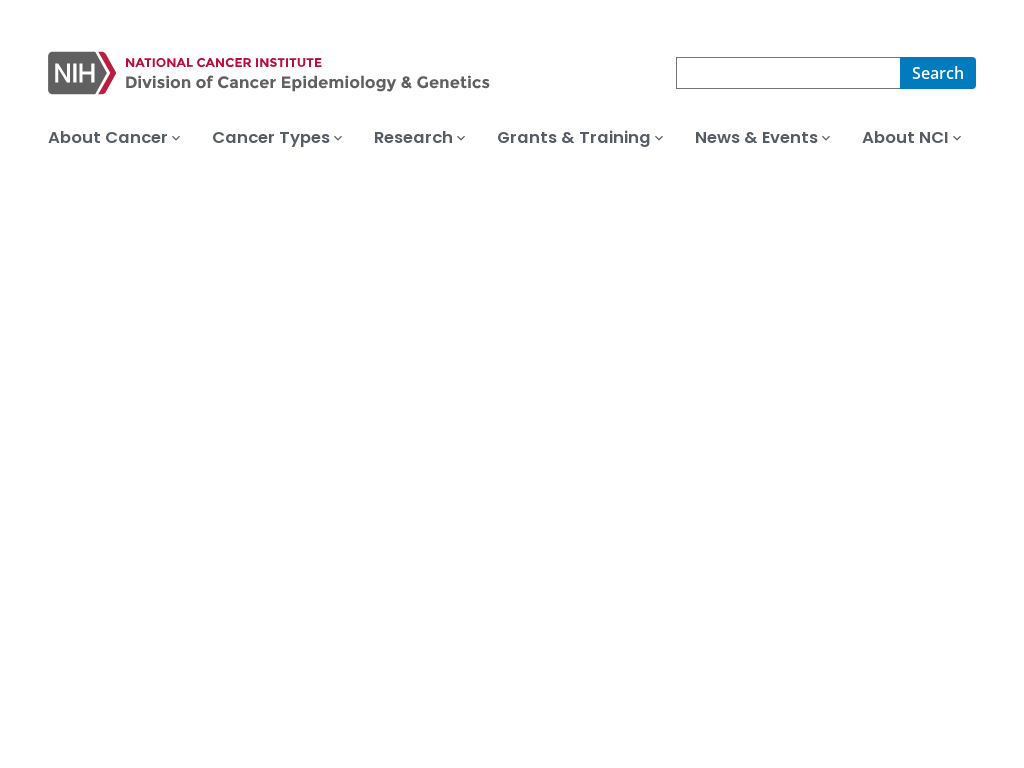 NIH
NATIONAL CANCER INSTITUTE
Division of Cancer Epidemiology & Genetics
Search
About Cancer
Cancer Types
Research
Grants & Training
News & Events
About NCI